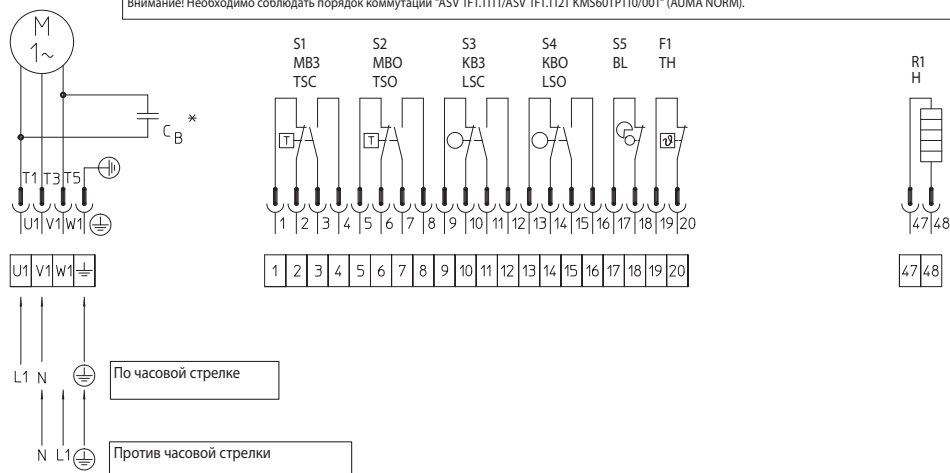 Внимание! Необходимо соблюдать порядок коммутации "ASV 1F1.1111/ASV 1F1.1121 KMS601P110/001" (AUMA NORM).
M
1~
S1 S2 S3 S4 S5 F1 R1
MB3 MBO KB3 KBO BL TH H
TSC TSO LSC LSO
C B *
T T ϑ
T1 T3 T5
U1 V1 W1 1 2 3 4 5 6 7 8 9 10 11 12 13 14 15 16 17 18 19 20 47 48
U1 V1 W1 1 2 3 4 5 6 7 8 9 10 11 12 13 14 15 16 17 18 19 20 47 48
L1 N
По часовой стрелке
N L1
Против часовой стрелки